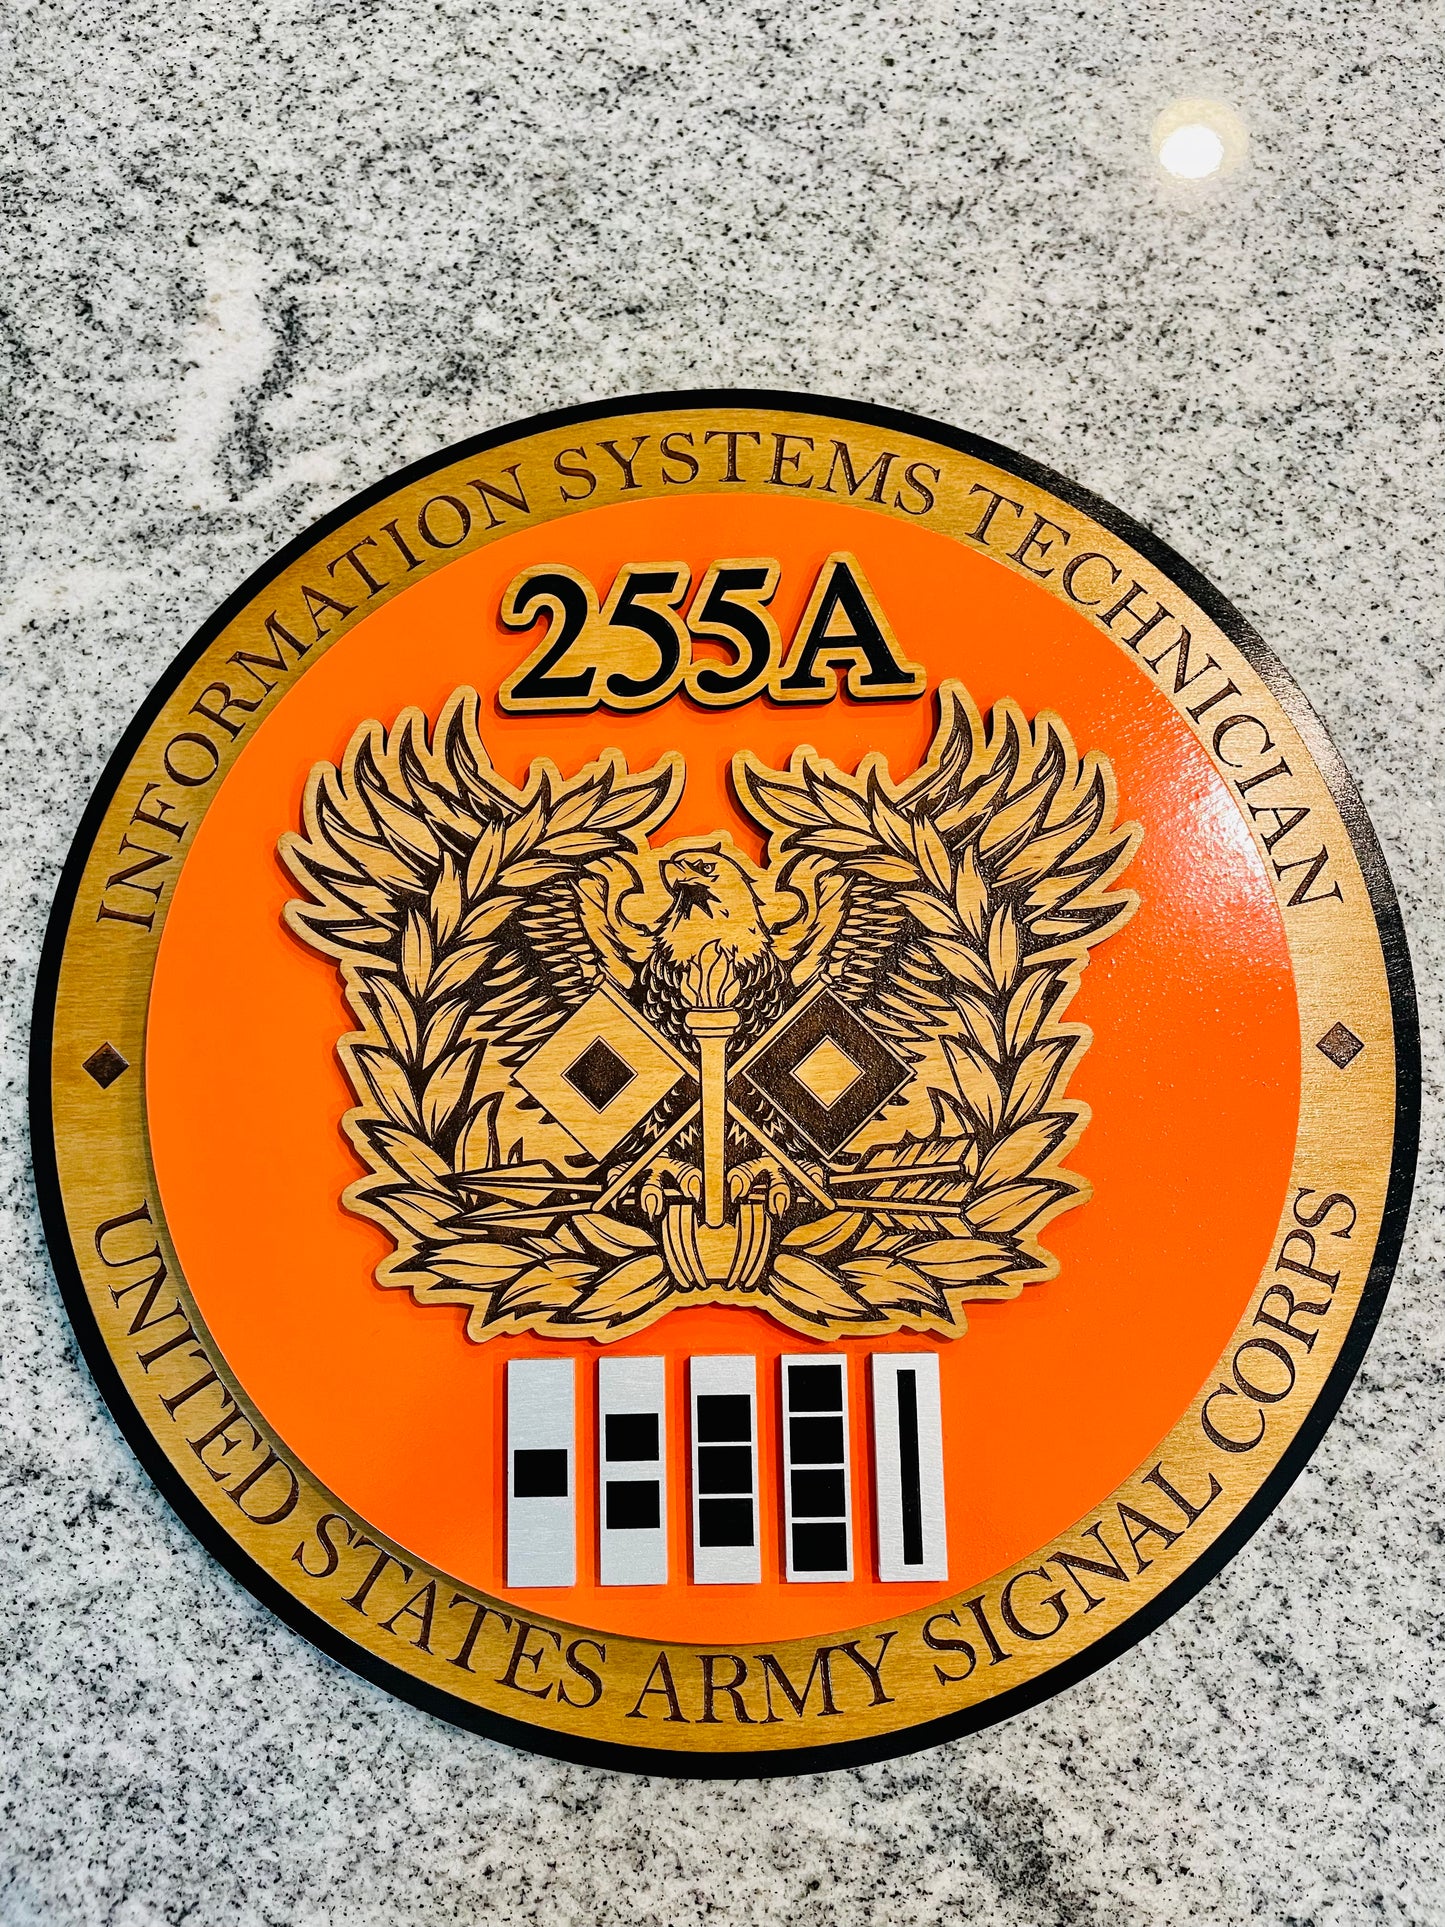 INFORMATION SYSTEMS TECHNICIAN
255A
UNITED STATES ARMY SIGNAL CORPS